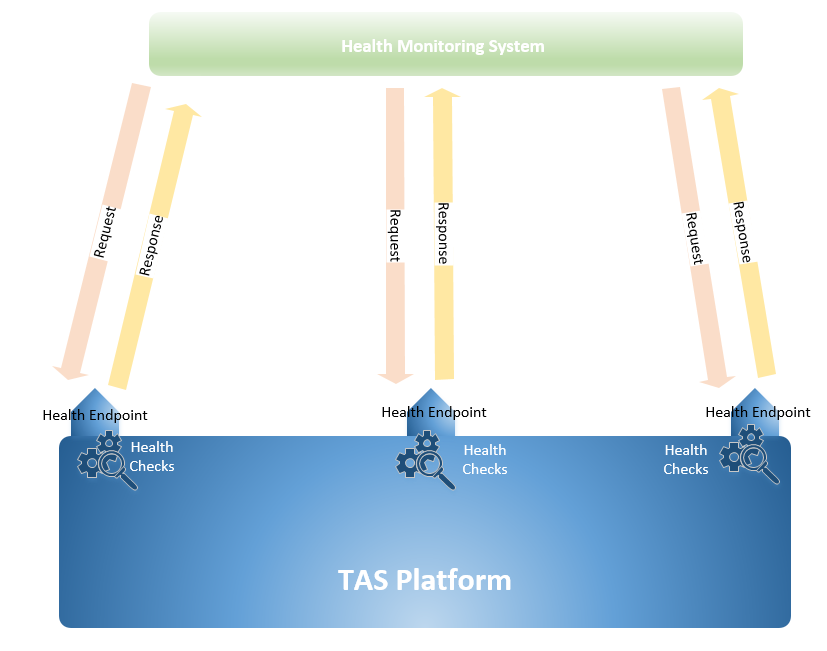 Health Monitoring System
Request
Response
Request
Response
Request
Response
Health Endpoint
Health Endpoint
Health Endpoint
Health
Checks
Health
Checks
Health
Checks
TAS Platform